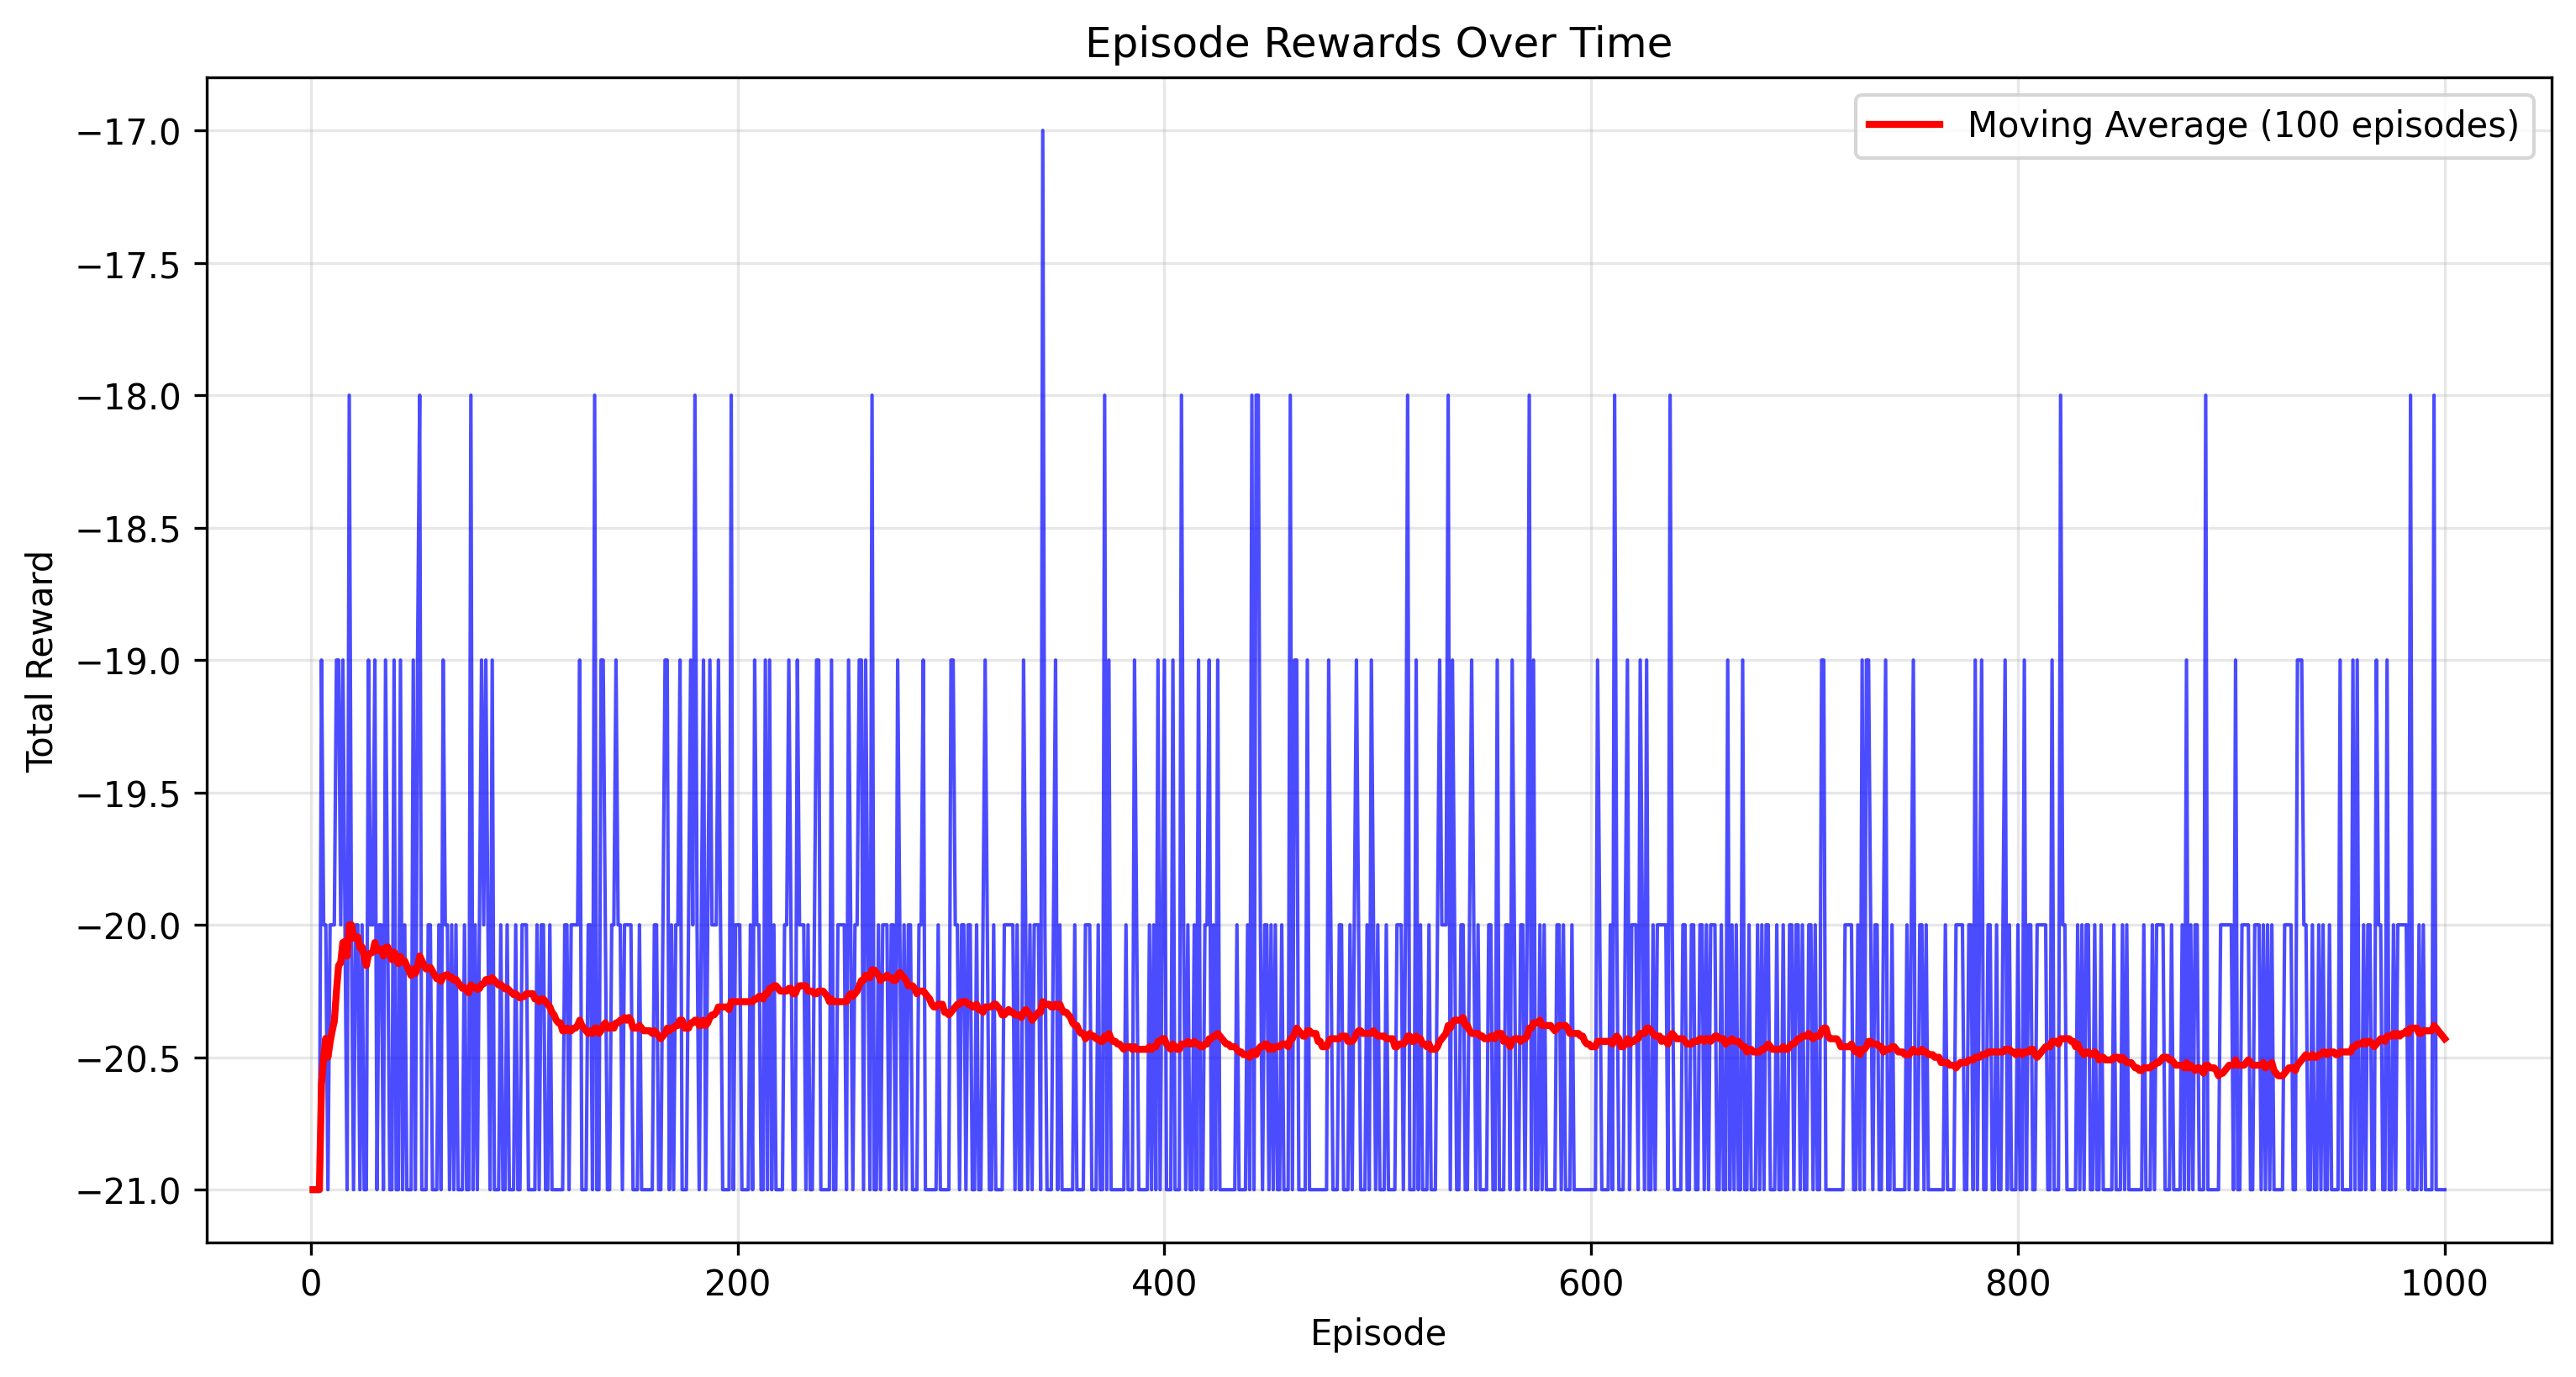 Episode Rewards Over Time
Moving Average (100 episodes)
Total Reward
−17.0
−17.5
−18.0
−18.5
−19.0
−19.5
−20.0
−20.5
−21.0
0 200 400 600 800 1000
Episode